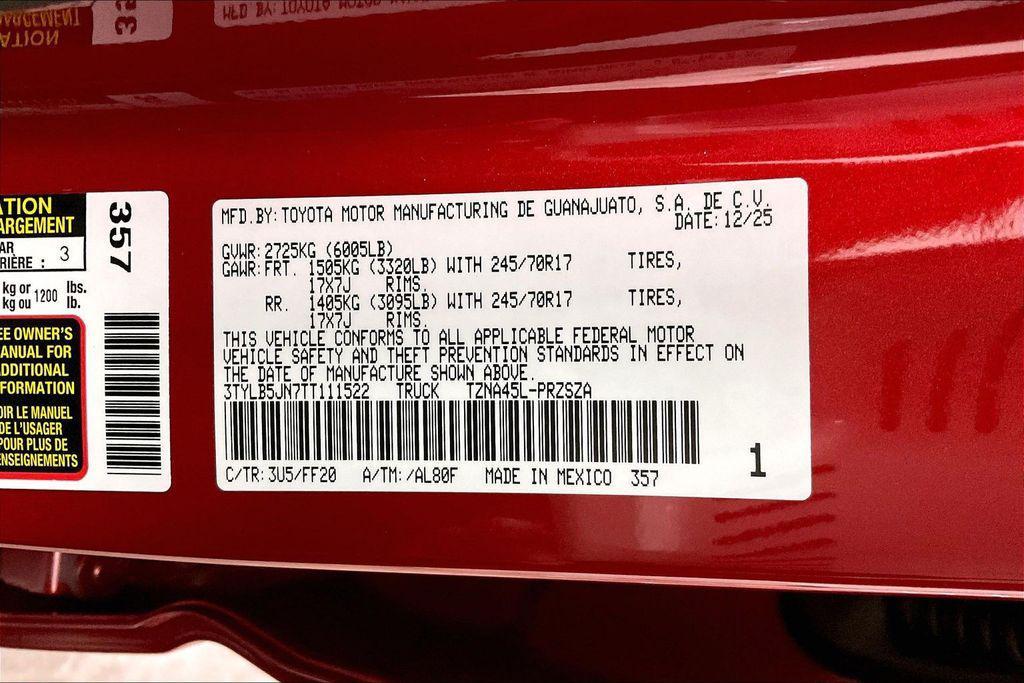 ATION
ARGEMENT
AR
RIÈRE : 3
kg or 1200 lbs.
kg ou lb.
EE OWNER'S
ANUAL FOR
ADDITIONAL
FORMATION
OIR LE MANUEL
DE L'USAGER
POUR PLUS DE
ENSEIGNEMENTS
357
MFD.BY:TOYOTA MOTOR MANUFACTURING DE GUANAJUATO, S.A. DE C.V.
DATE:12/25
GVWR:2725KG (6005LB)
GAWR:FRT. 1505KG (3320LB) WITH 245/70R17 TIRES,
17X7J RIMS.
RR. 1405KG (3095LB) WITH 245/70R17 TIRES,
17X7J RIMS.
THIS VEHICLE CONFORMS TO ALL APPLICABLE FEDERAL MOTOR
VEHICLE SAFETY AND THEFT PREVENTION STANDARDS IN EFFECT ON
THE DATE OF MANUFACTURE SHOWN ABOVE.
3TYLB5JN7TT111522 TRUCK TZNA45L-PRZSZA
C/TR:3U5/FF20 A/TM:/AL80F MADE IN MEXICO 357
1